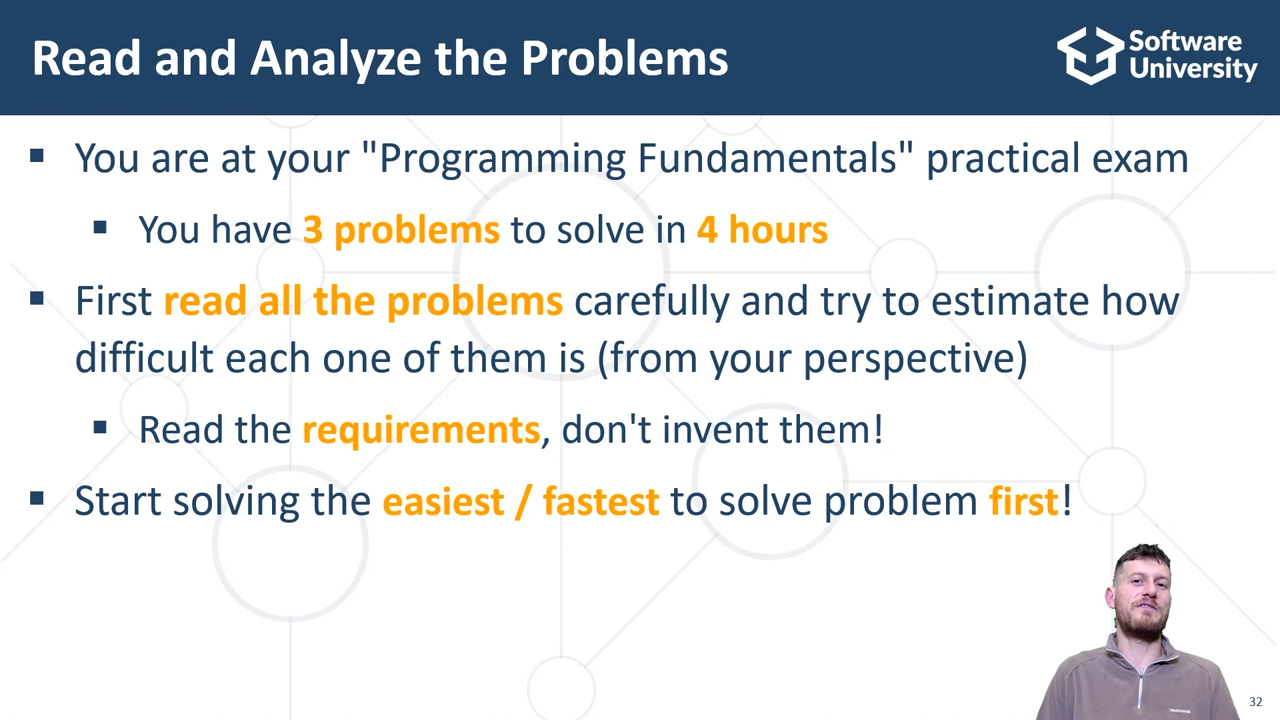 Read and Analyze the Problems
Software
University
▪ You are at your "Programming Fundamentals" practical exam
▪ You have 3 problems to solve in 4 hours
▪ First read all the problems carefully and try to estimate how
difficult each one of them is (from your perspective)
▪ Read the requirements, don't invent them!
▪ Start solving the easiest / fastest to solve problem first!
32